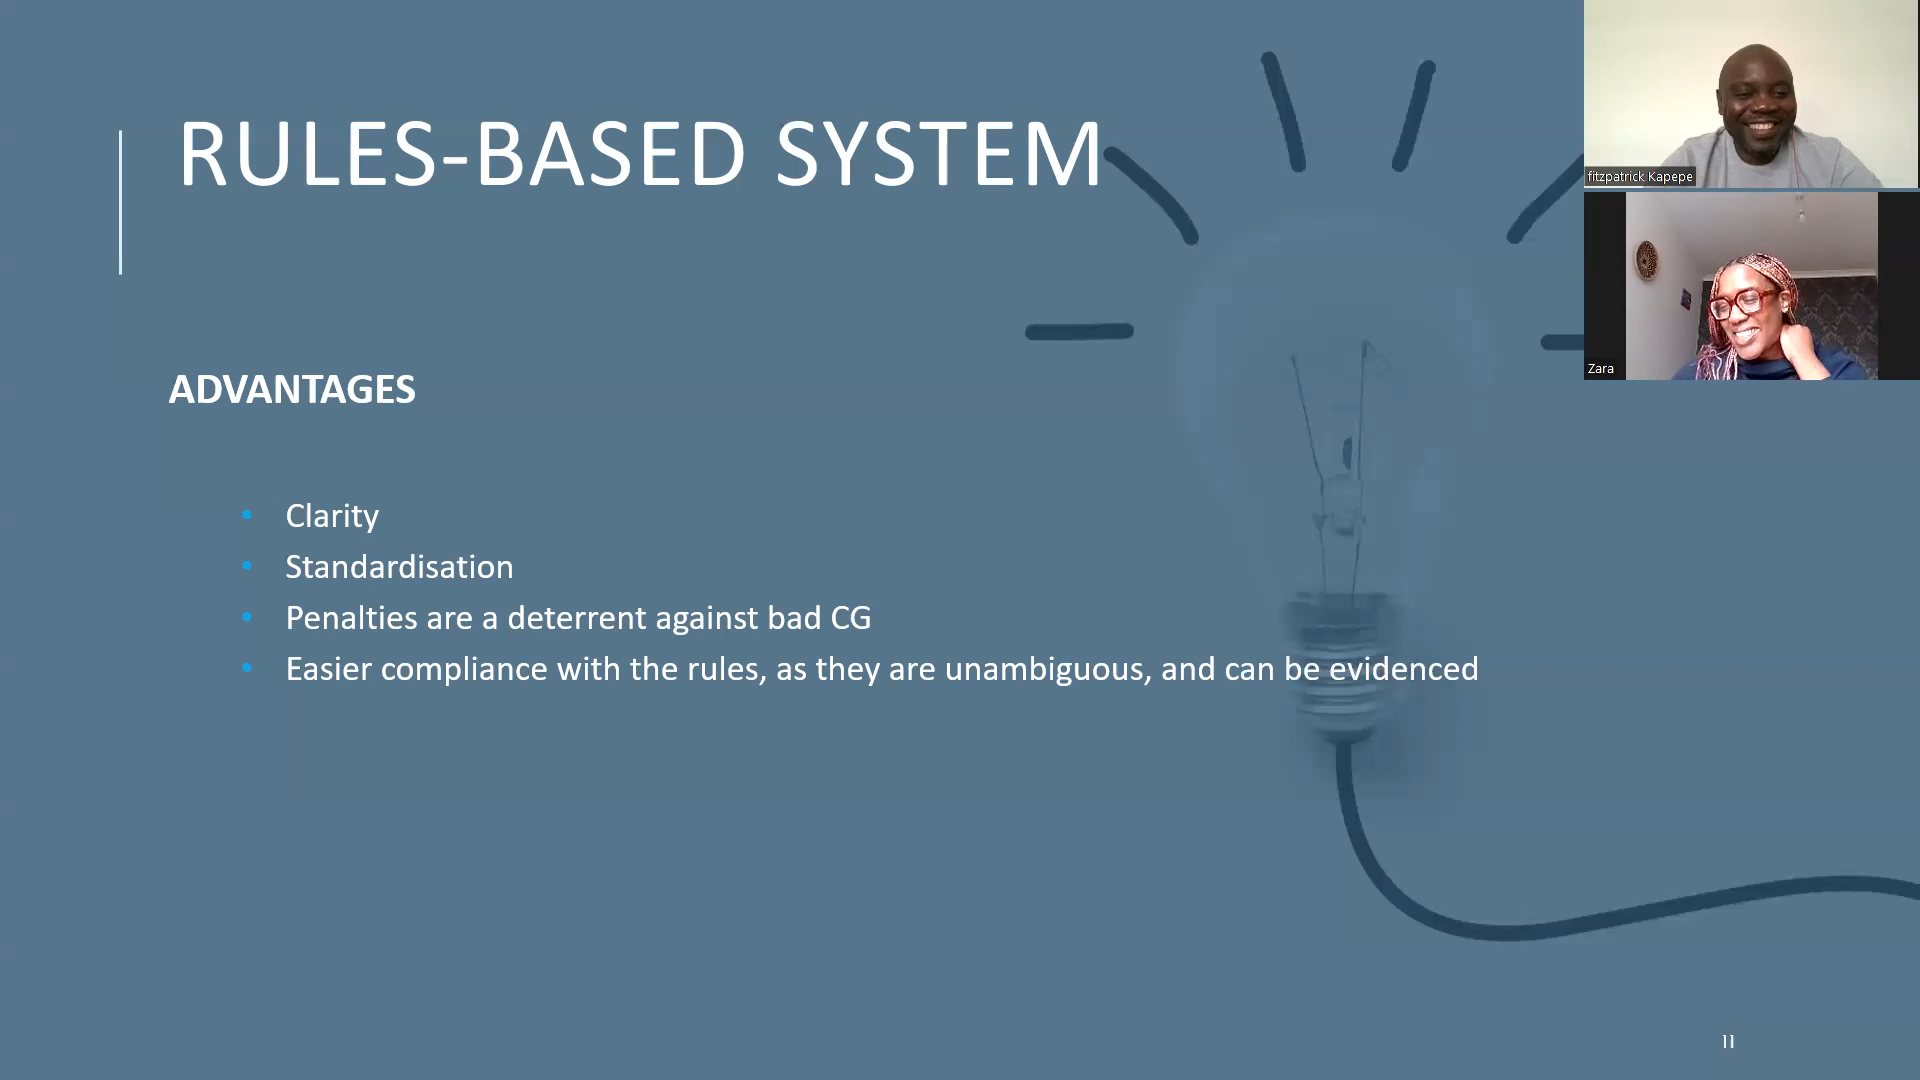 RULES-BASED SYSTEM
ADVANTAGES
• Clarity
• Standardisation
• Penalties are a deterrent against bad CG
• Easier compliance with the rules, as they are unambiguous, and can be evidenced
11
fitzpatrick Kapepe
Zara